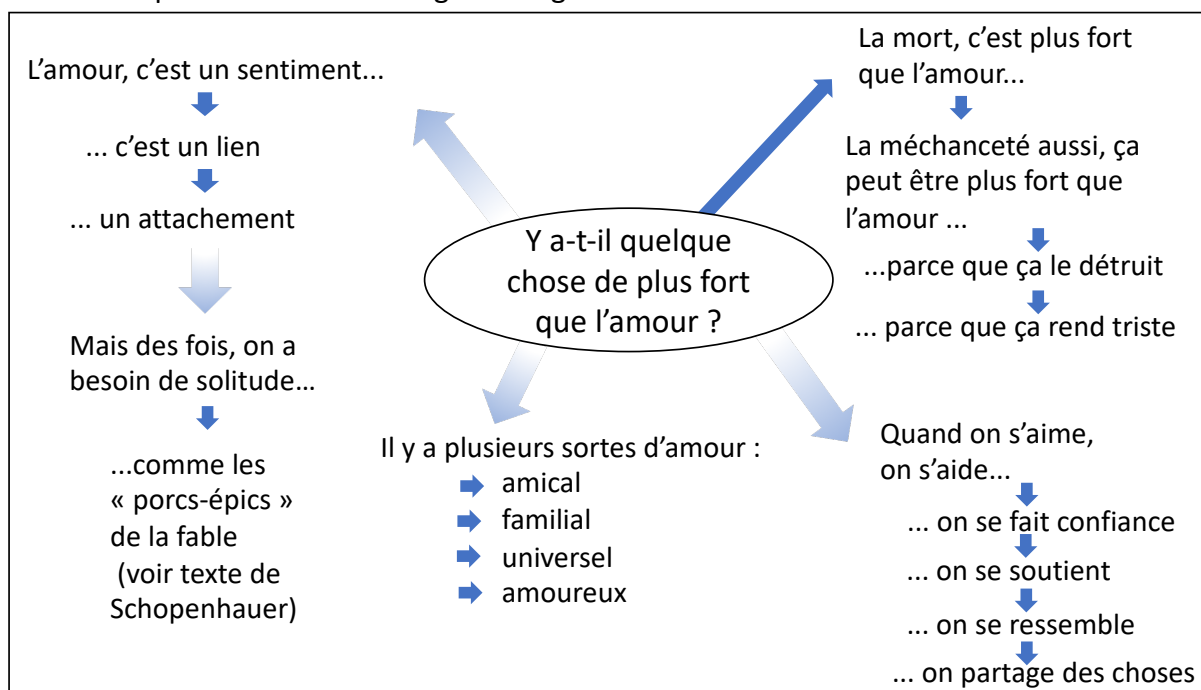 L’amour, c’est un sentiment...
... c’est un lien
... un attachement
Mais des fois, on a
besoin de solitude…
...comme les
« porcs-épics »
de la fable
(voir texte de
Schopenhauer)
Y a-t-il quelque
chose de plus fort
que l’amour ?
Il y a plusieurs sortes d’amour :
amical
familial
universel
amoureux
La mort, c’est plus fort
que l’amour...
La méchanceté aussi, ça
peut être plus fort que
l’amour ...
...parce que ça le détruit
... parce que ça rend triste
Quand on s’aime,
on s’aide...
... on se fait confiance
... on se soutient
... on se ressemble
... on partage des choses